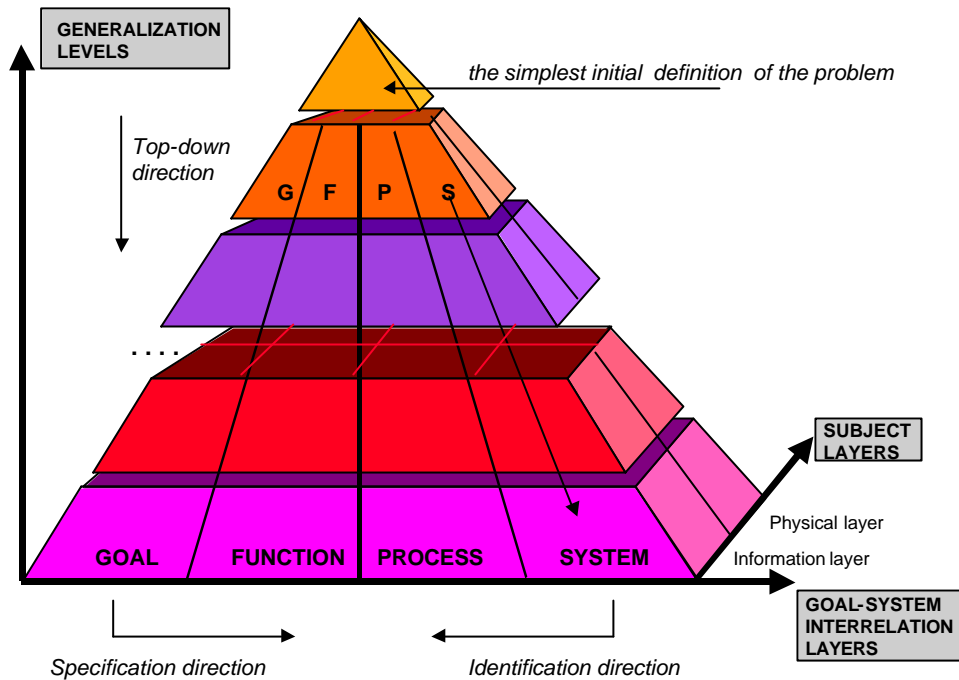 GENERALIZATION
LEVELS
the simplest initial definition of the problem
Top-down
direction
G F P S
. . . .
SUBJECT
LAYERS
Physical layer
Information layer
GOAL FUNCTION PROCESS SYSTEM
GOAL-SYSTEM
INTERRELATION
LAYERS
Specification direction
Identification direction